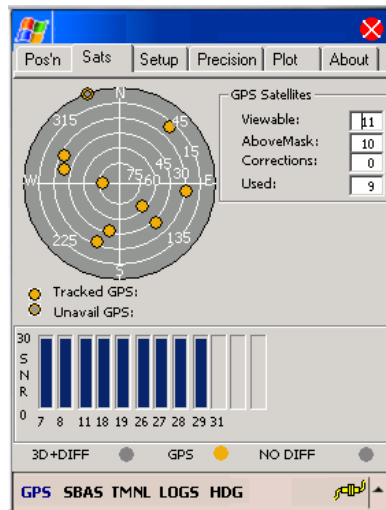 Pos'n Sats Setup Precision Plot About
N
315 45
15
45 30
W 75 60 E
225 135
S
GPS Satellites
Viewable: 11
AboveMask: 10
Corrections: 0
Used: 9
Tracked GPS:
Unavail GPS:
30
S
N
R
0
7 8 11 18 19 26 27 28 29 31
3D+DIFF GPS NO DIFF
GPS SBAS TMNL LOGS HDG